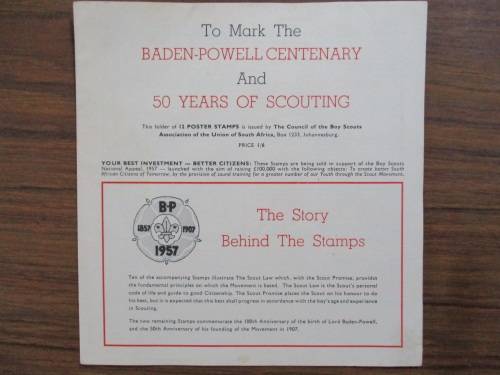 To Mark The
BADEN-POWELL CENTENARY
And
50 YEARS OF SCOUTING
This folder of 12 POSTER STAMPS is issued by The Council of the Boy Scouts
Association of the Union of South Africa, Box 1233, Johannesburg.
PRICE 1/6
YOUR BEST INVESTMENT — BETTER CITIZENS: These Stamps are being sold in support of the Boy Scouts
National Appeal, 1957 — launched with the aim of raising £100,000 with the following objects: To create better South
African Citizens of Tomorrow, by the provision of sound training for a greater number of our Youth through the Scout Movement.
B-P
1857 1907
1957
The Story
Behind The Stamps
Ten of the accompanying Stamps illustrate The Scout Law which, with the Scout Promise, provides
the fundamental principles on which the Movement is based. The Scout Law is the Scout's personal
code of life and guide to good Citizenship. The Scout Promise places the Scout on his honour to do
his best, but it is expected that this best shall progress in accordance with the boy's age and experience
in Scouting.
The two remaining Stamps commemorate the 100th Anniversary of the birth of Lord Baden-Powell,
and the 50th Anniversary of his founding of the Movement in 1907.